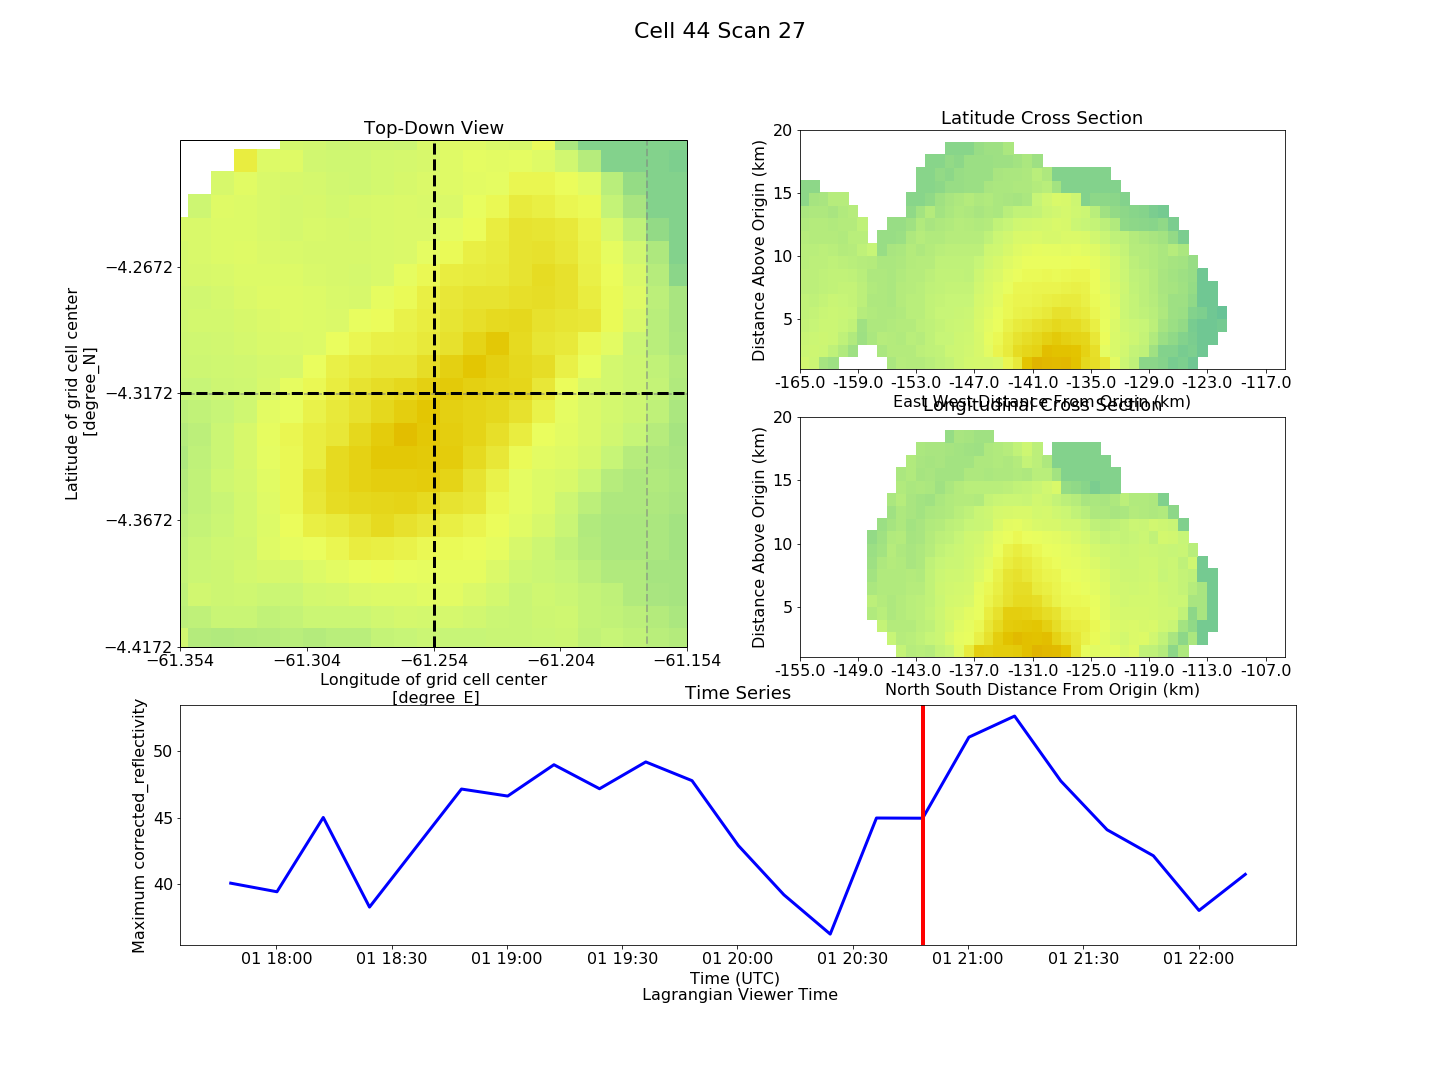 Cell 44 Scan 27
Top-Down View
Latitude of grid cell center
[degree_N]
−4.2672
−4.3172
−4.3672
−4.4172
−61.354
−61.304
−61.254
−61.204
−61.154
Longitude of grid cell center
[degree_E]
Latitude Cross Section
Distance Above Origin (km)
20
15
10
5
-165.0
-159.0
-153.0
-147.0
-141.0
-135.0
-129.0
-123.0
-117.0
East West Distance From Origin (km)
Longitudinal Cross Section
Distance Above Origin (km)
20
15
10
5
-155.0
-149.0
-143.0
-137.0
-131.0
-125.0
-119.0
-113.0
-107.0
North South Distance From Origin (km)
Time Series
Maximum corrected_reflectivity
50
45
40
01 18:00
01 18:30
01 19:00
01 19:30
01 20:00
01 20:30
01 21:00
01 21:30
01 22:00
Time (UTC)
Lagrangian Viewer Time